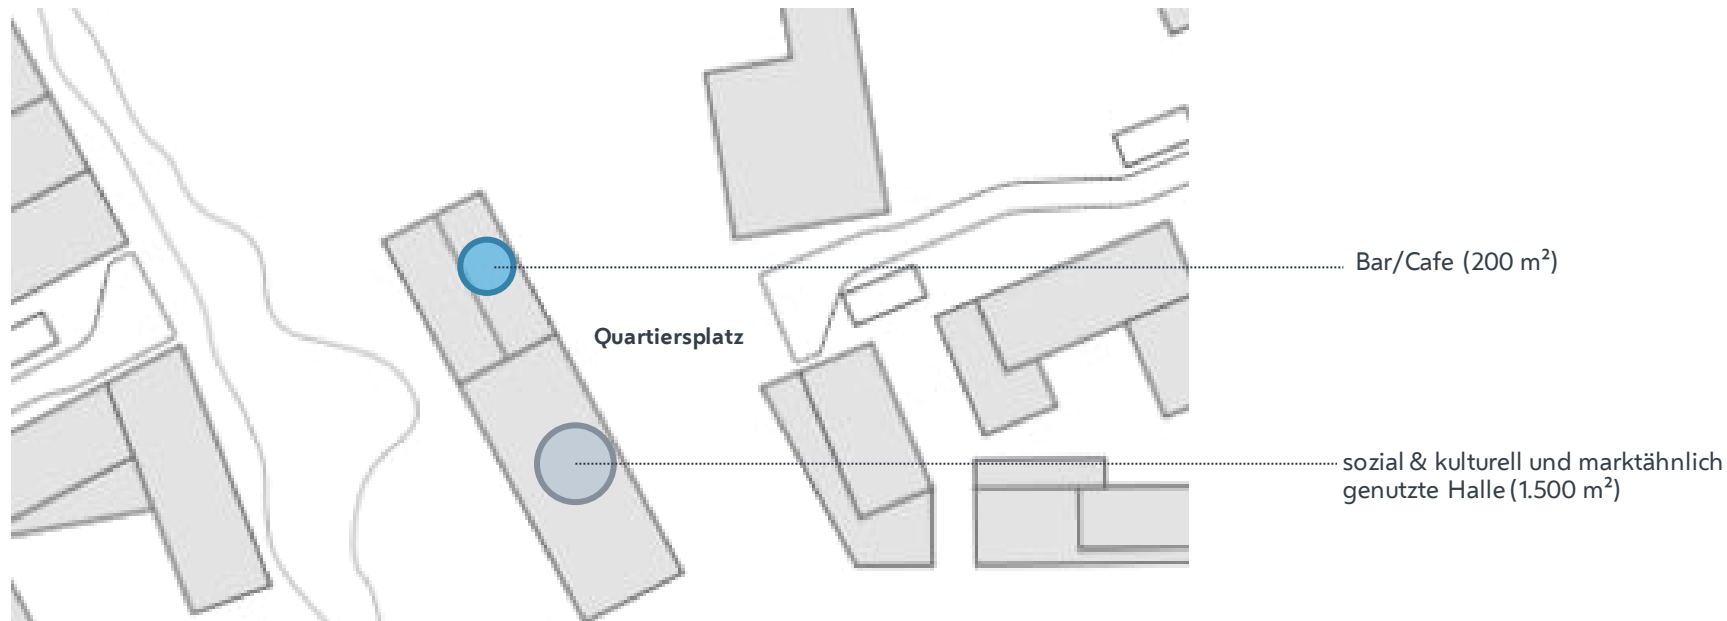 Bar/Cafe (200 m²)
Quartiersplatz
sozial & kulturell und marktähnlich
genutzte Halle (1.500 m²)